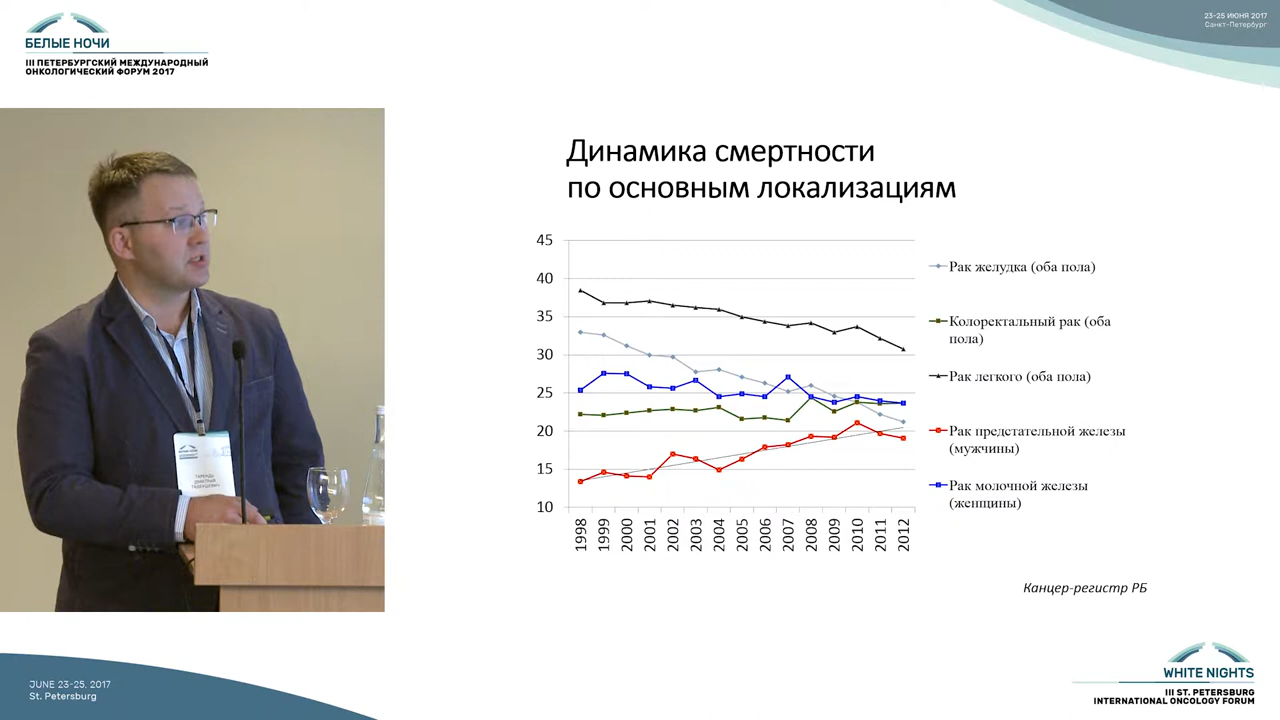 БЕЛЫЕ НОЧИ
III ПЕТЕРБУРГСКИЙ МЕЖДУНАРОДНЫЙ
ОНКОЛОГИЧЕСКИЙ ФОРУМ 2017
23-25 ИЮНЯ 2017
Санкт-Петербург
Динамика смертности
по основным локализациям
45
40
35
30
25
20
15
10
1998
1999
2000
2001
2002
2003
2004
2005
2006
2007
2008
2009
2010
2011
2012
Рак желудка (оба пола)
Колоректальный рак (оба
пола)
Рак легкого (оба пола)
Рак предстательной железы
(мужчины)
Рак молочной железы
(женщины)
Канцер-регистр РБ
ДМИТРИЙ
JUNE 23-25, 2017
St. Petersburg
WHITE NIGHTS
III ST. PETERSBURG
INTERNATIONAL ONCOLOGY FORUM